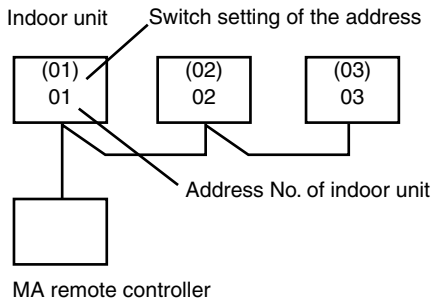 Indoor unit
Switch setting of the address
(01)
01
(02)
02
(03)
03
Address No. of indoor unit
MA remote controller